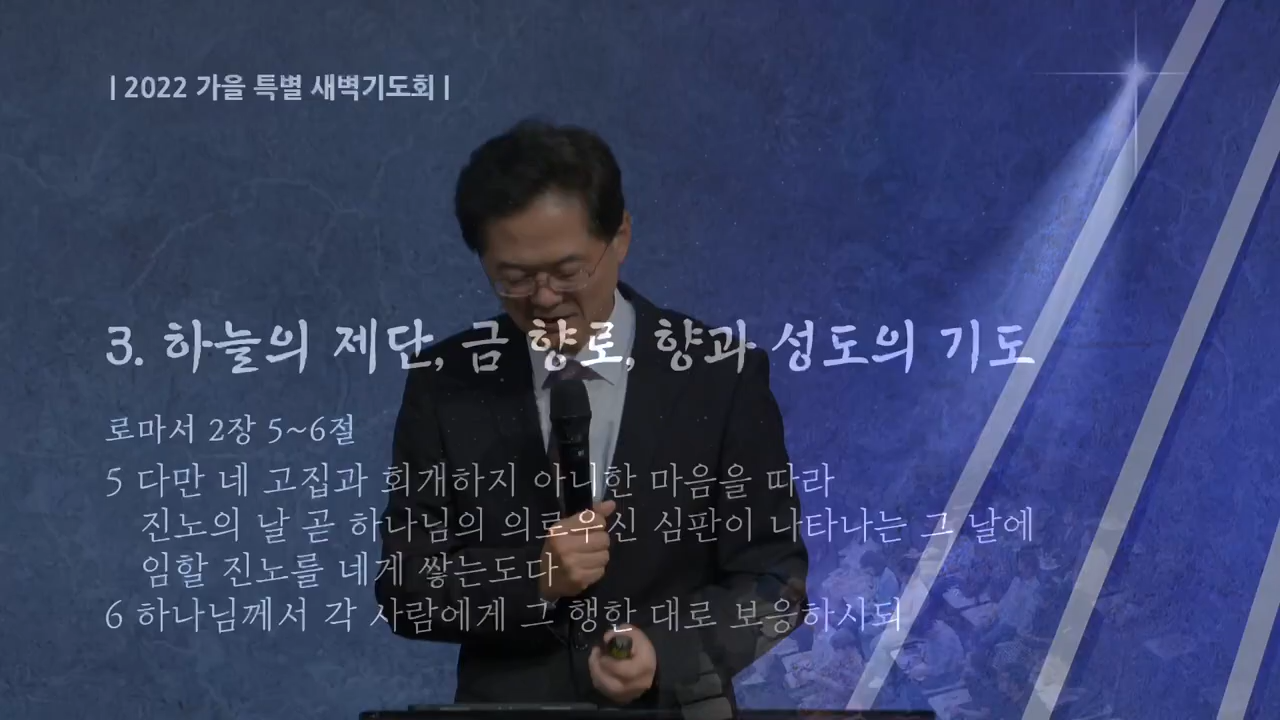 | 2022 가을 특별 새벽기도회 |
3. 하늘의 제단, 금 향로, 향과 성도의 기도
로마서 2장 5~6절
5 다만 네 고집과 회개하지 아니한 마음을 따라
진노의 날 곧 하나님의 의로우신 심판이 나타나는 그 날에
임할 진노를 네게 쌓는도다
6 하나님께서 각 사람에게 그 행한 대로 보응하시되